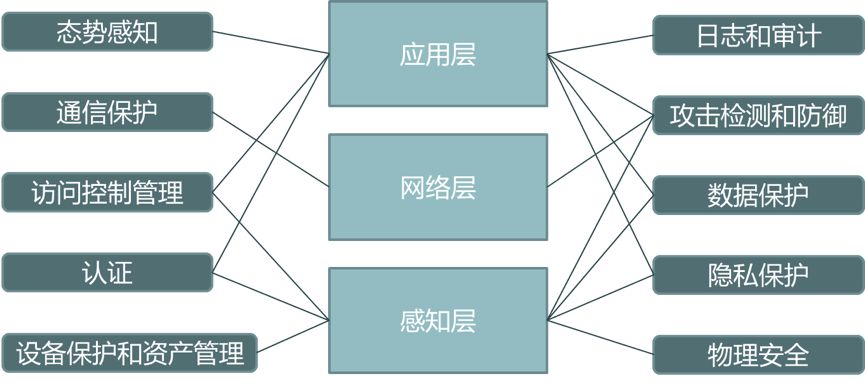 态势感知
通信保护
访问控制管理
认证
设备保护和资产管理
应用层
网络层
感知层
日志和审计
攻击检测和防御
数据保护
隐私保护
物理安全